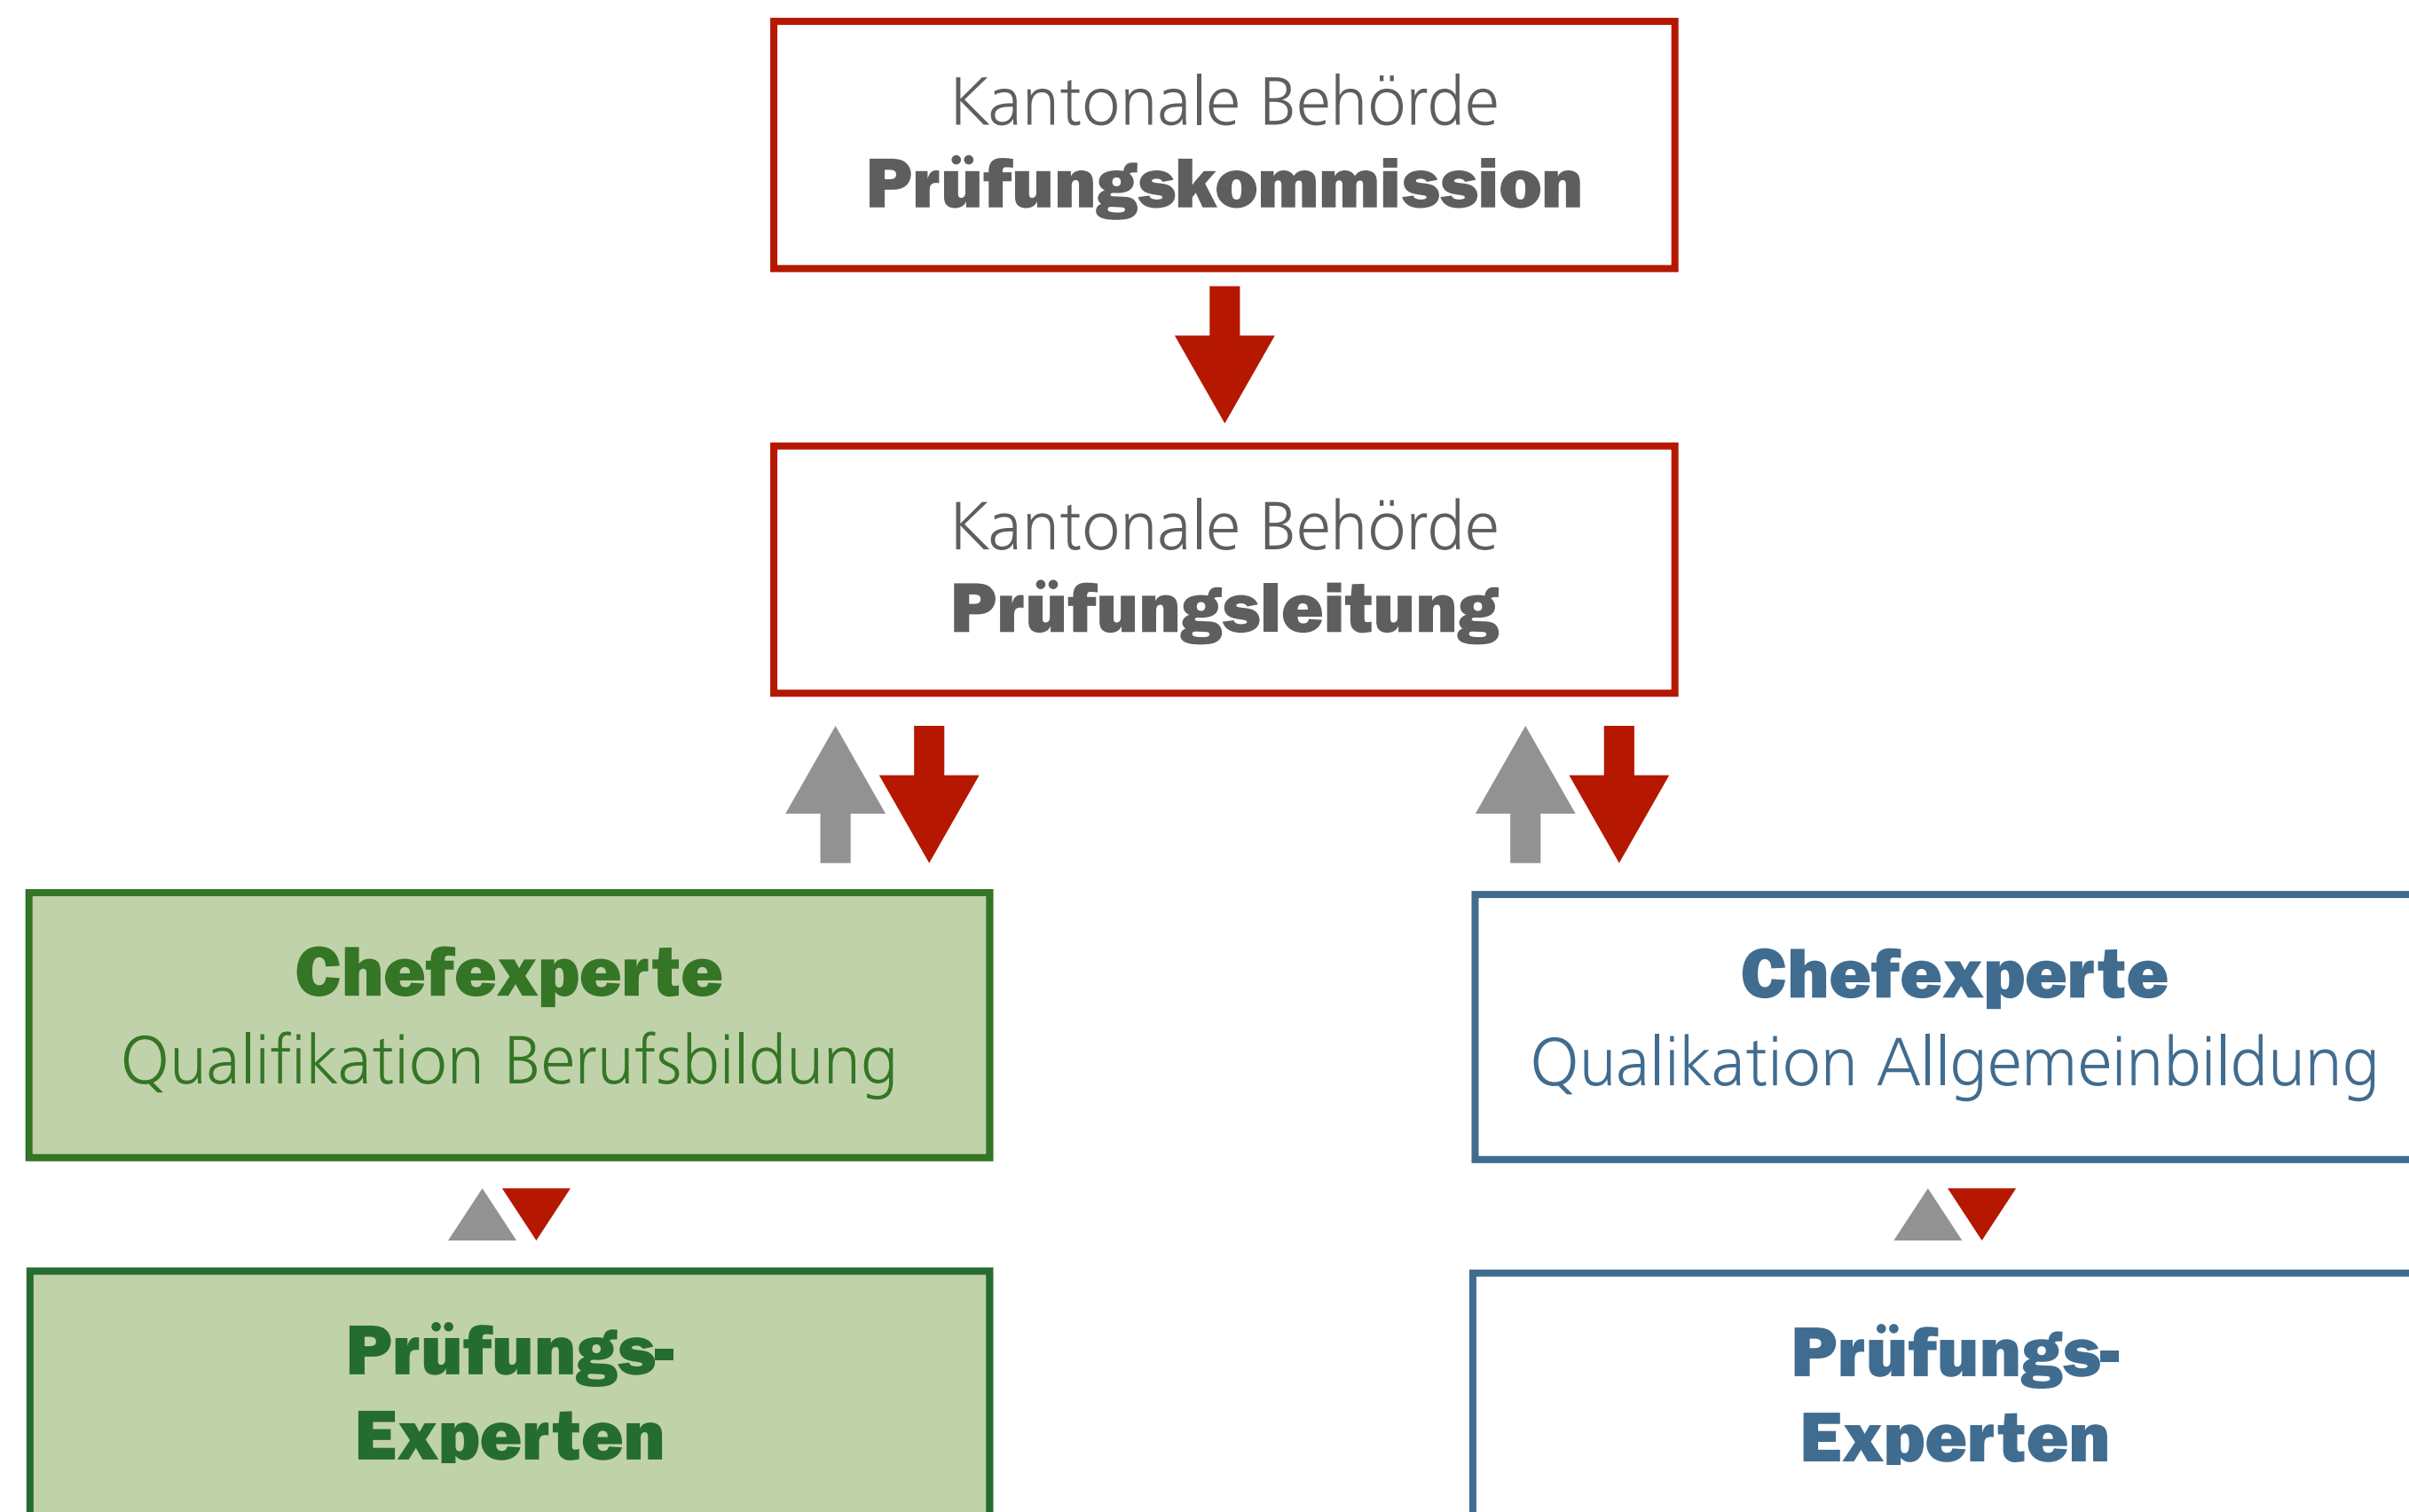 Kantonale Behörde
Prüfungskommission
Kantonale Behörde
Prüfungsleitung
Chefexperte
Qualifikation Berufsbildung
Chefexperte
Qualikation Allgemeinbildung
Prüfungs-
Experten
Prüfungs-
Experten